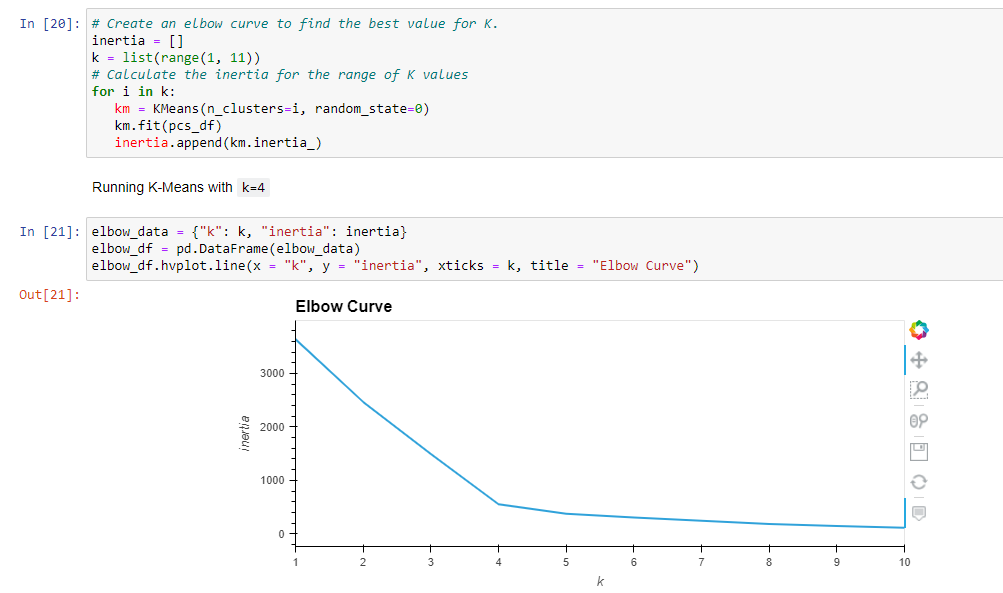 In [20]: # Create an elbow curve to find the best value for K.
inertia = []
k = list(range(1, 11))
# Calculate the inertia for the range of K values
for i in k:
   km = KMeans(n_clusters=i, random_state=0)
   km.fit(pcs_df)
   inertia.append(km.inertia_)
Running K-Means with k=4
In [21]: elbow_data = {"k": k, "inertia": inertia}
elbow_df = pd.DataFrame(elbow_data)
elbow_df.hvplot.line(x = "k", y = "inertia", xticks = k, title = "Elbow Curve")
Out[21]:
Elbow Curve
3000
2000
1000
0
inertia
1 2 3 4 5 6 7 8 9 10
k